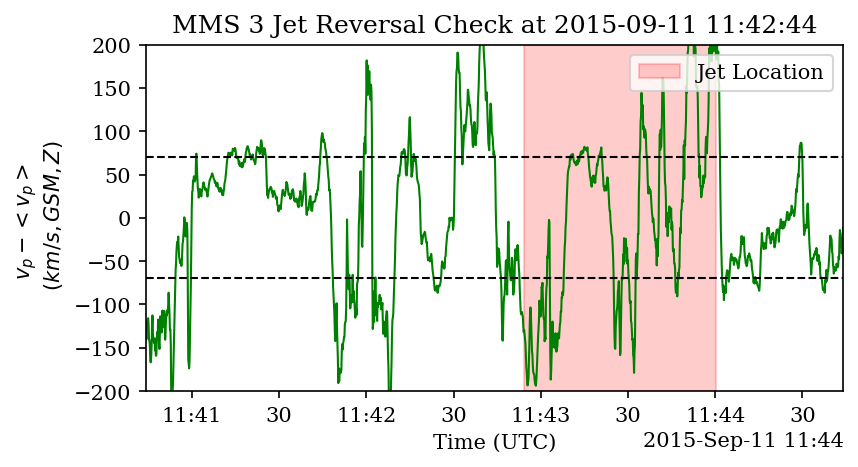 MMS 3 Jet Reversal Check at 2015-09-11 11:42:44
Jet Location
200
150
100
50
0
−50
−100
−150
−200
v_p − < v_p >
(km/s, GSM, Z)
11:41 30 11:42 30 11:43 30 11:44 30
Time (UTC)
2015-Sep-11 11:44